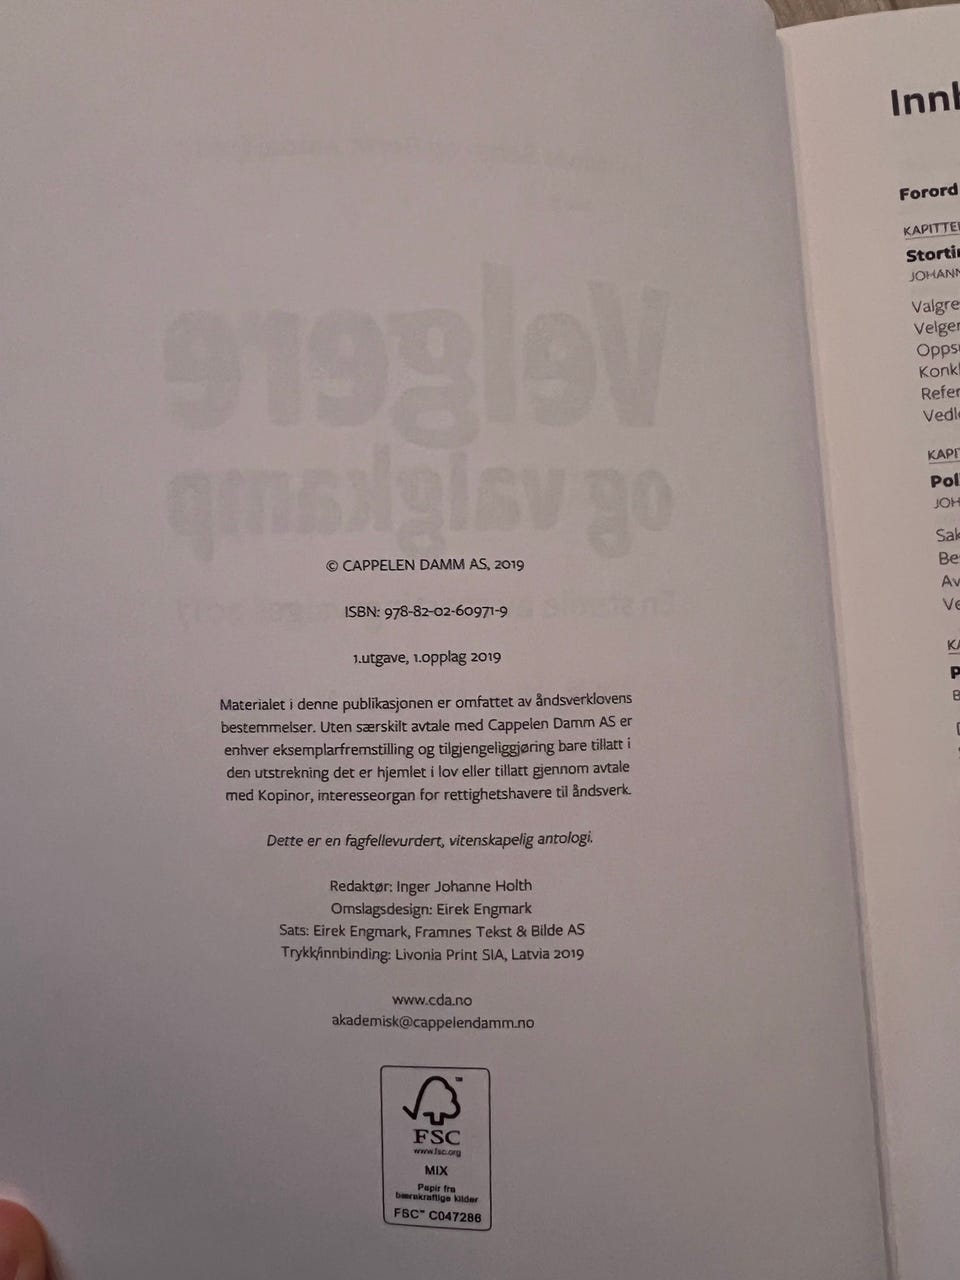 Velgere
og valgkamp
© CAPPELEN DAMM AS, 2019
ISBN: 978-82-02-60971-9
1.utgave, 1.opplag 2019
Materialet i denne publikasjonen er omfattet av åndsverklovens
bestemmelser. Uten særskilt avtale med Cappelen Damm AS er
enhver eksemplarfremstilling og tilgjengeliggjøring bare tillatt i
den utstrekning det er hjemlet i lov eller tillatt gjennom avtale
med Kopinor, interesseorgan for rettighetshavere til åndsverk.
Dette er en fagfellevurdert, vitenskapelig antologi.
Redaktør: Inger Johanne Holth
Omslagsdesign: Eirek Engmark
Sats: Eirek Engmark, Framnes Tekst & Bilde AS
Trykk/innbinding: Livonia Print SIA, Latvia 2019
www.cda.no
akademisk@cappelendamm.no
™
FSC
www.fsc.org
MIX
Papir fra
bærekraftige kilder
FSC™ C047286
Inn
Forord
KAPITTE
Storti
JOHANN
Valgre
Velger
Opps
Konk
Refer
Vedl
KAPI
Pol
JOH
Sak
Be
Av
Ve
K
P
B